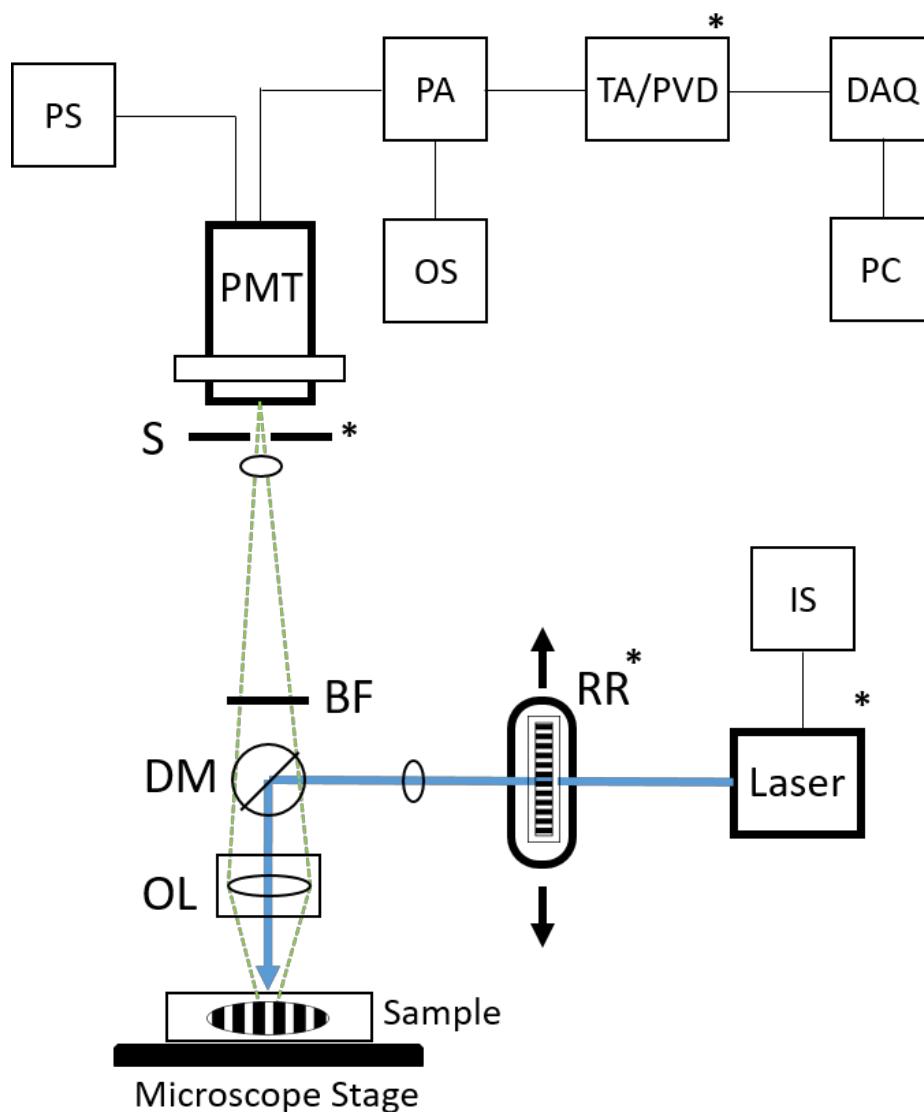 *
PS
PA
TA/PVD
DAQ
OS
PC
PMT
S
*
IS
BF
RR
*
*
DM
Laser
OL
Sample
Microscope Stage